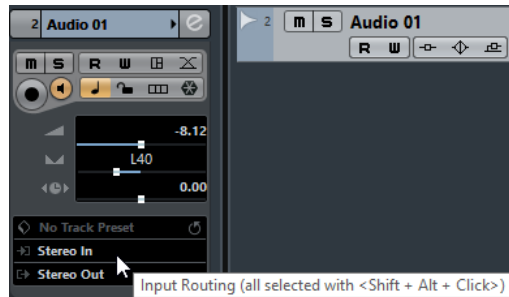 2 Audio 01 e
m S R W
-8.12
L40
0.00
No Track Preset
Stereo In
Stereo Out
Input Routing (all selected with <Shift + Alt + Click>)
2 m S Audio 01
R W